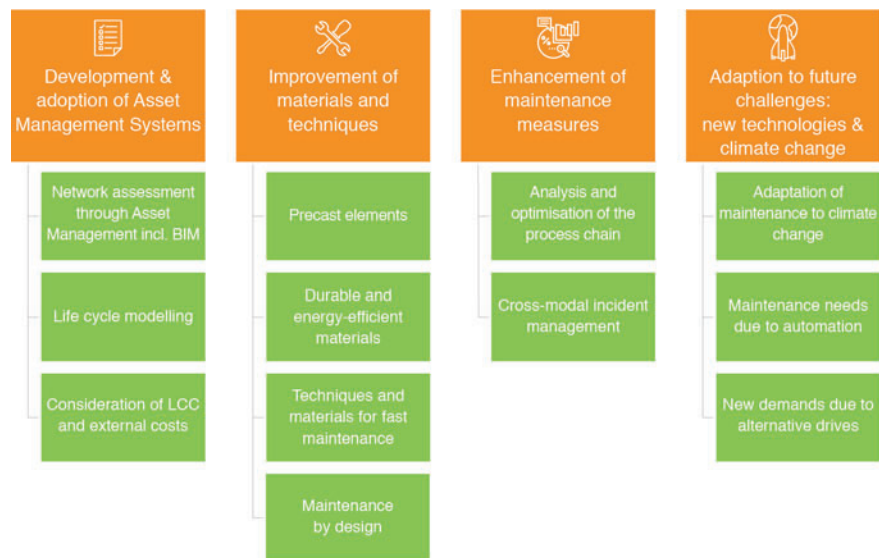 Development &
adoption of Asset
Management Systems
Network assessment
through Asset
Management incl. BIM
Life cycle modelling
Consideration of LCC
and external costs
Improvement of
materials and
techniques
Precast elements
Durable and
energy-efficient
materials
Techniques and
materials for fast
maintenance
Maintenance
by design
Enhancement of
maintenance
measures
Analysis and
optimisation of the
process chain
Cross-modal incident
management
Adaption to future
challenges:
new technologies &
climate change
Adaptation of
maintenance to climate
change
Maintenance needs
due to automation
New demands due to
alternative drives